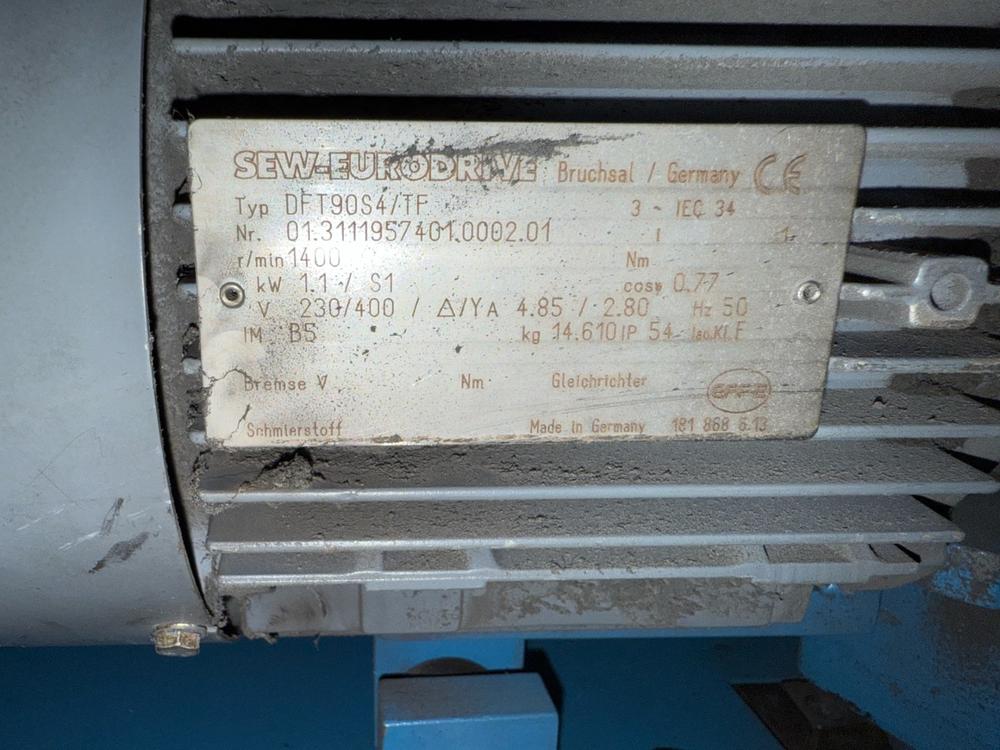 SEW-EURODRIVE Bruchsal / Germany CE
Typ DFT90S4/TF 3 ~ IEC 34
Nr. 01.3111957401.0002.01 I 1
r/min 1400 Nm
kW 1.1 / S1 cosφ 0.77
V 230/400 / Δ/Y A 4.85 / 2.80 Hz 50
IM B5 kg 14.610 IP 54 Iso.Kl. F
Bremse V Nm Gleichrichter
Schmierstoff Made in Germany 181 868 6.13